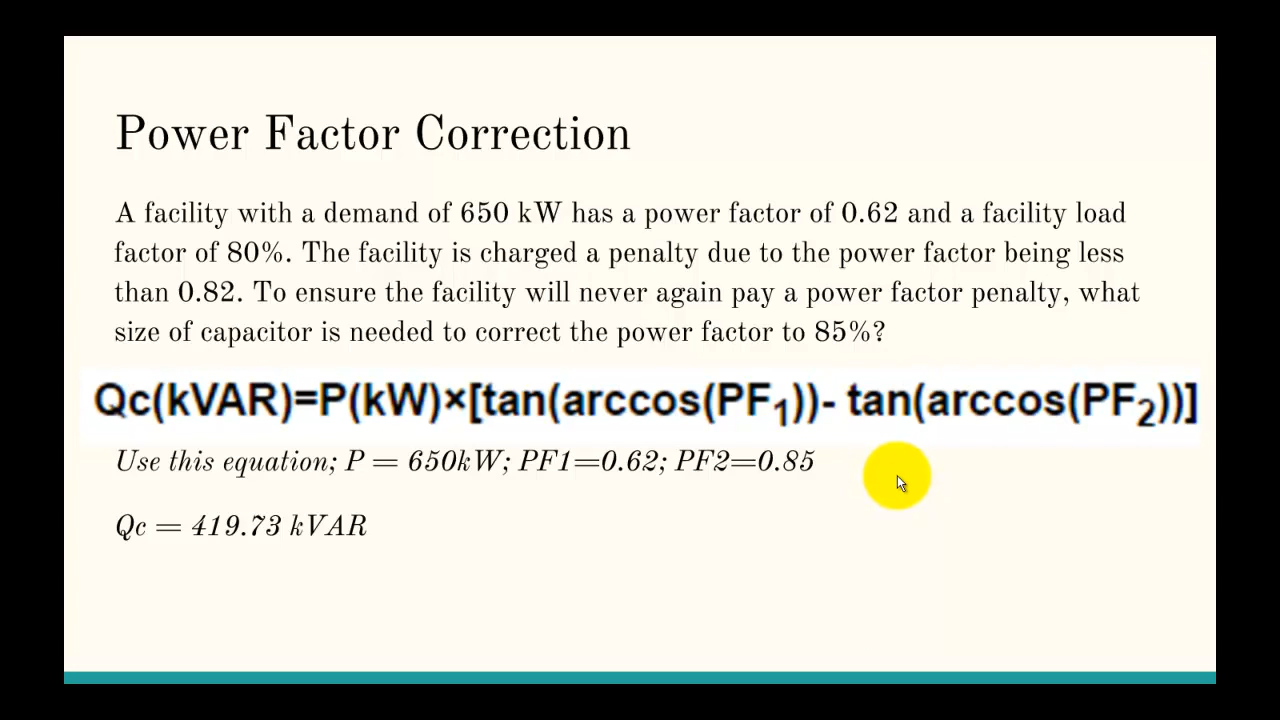 Power Factor Correction
A facility with a demand of 650 kW has a power factor of 0.62 and a facility load
factor of 80%. The facility is charged a penalty due to the power factor being less
than 0.82. To ensure the facility will never again pay a power factor penalty, what
size of capacitor is needed to correct the power factor to 85%?
Qc(kVAR)=P(kW)×[tan(arccos(PF₁))- tan(arccos(PF₂))]
Use this equation; P = 650kW; PF1=0.62; PF2=0.85
Qc = 419.73 kVAR